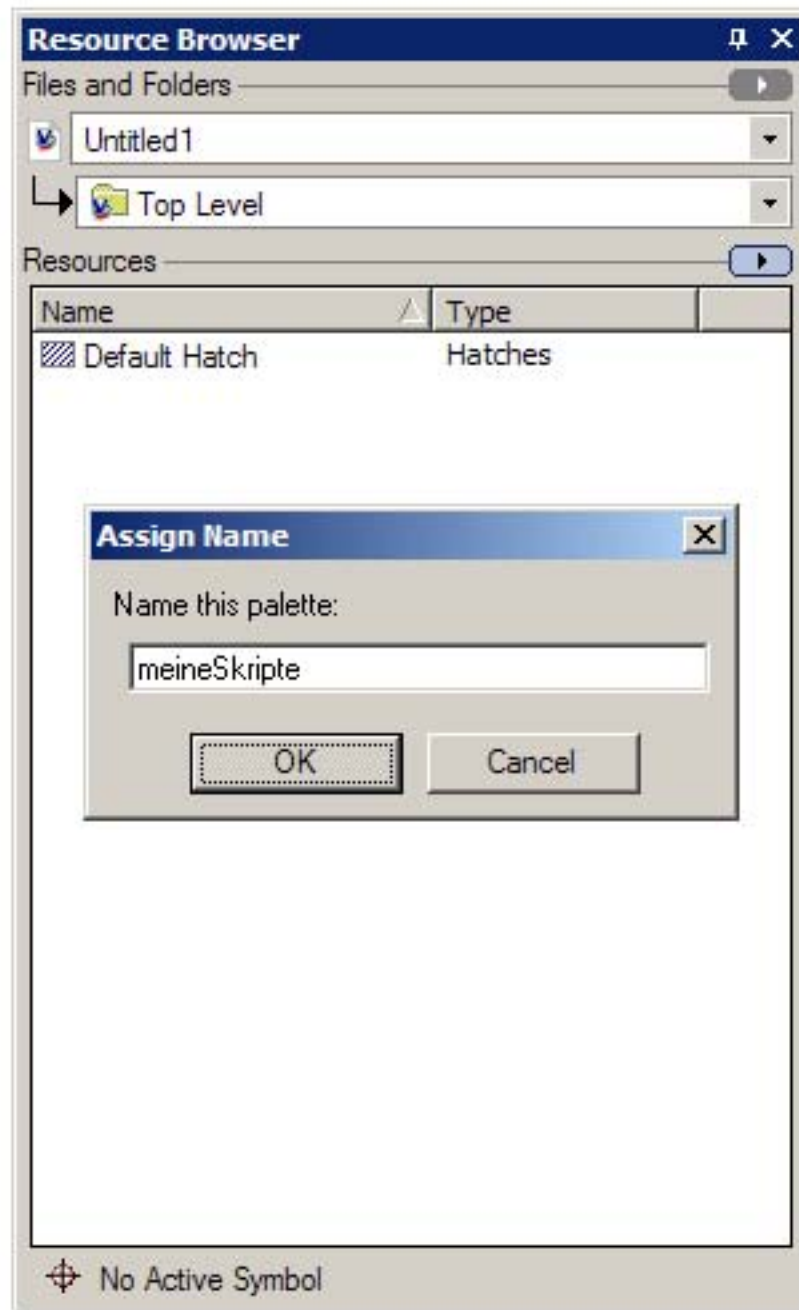 Resource Browser
Files and Folders
Untitled1
Top Level
Resources
Name Type
Default Hatch Hatches
Assign Name
Name this palette:
meineSkripte
OK Cancel
No Active Symbol